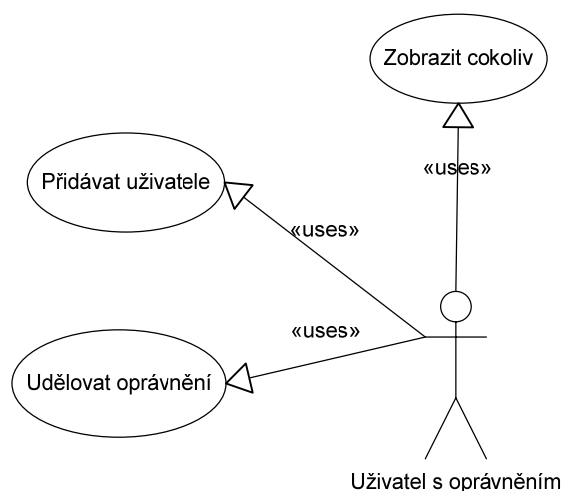 Zobrazit cokoliv
«uses»
Přidávat uživatele
«uses»
«uses»
Udělovat oprávnění
Uživatel s oprávněním